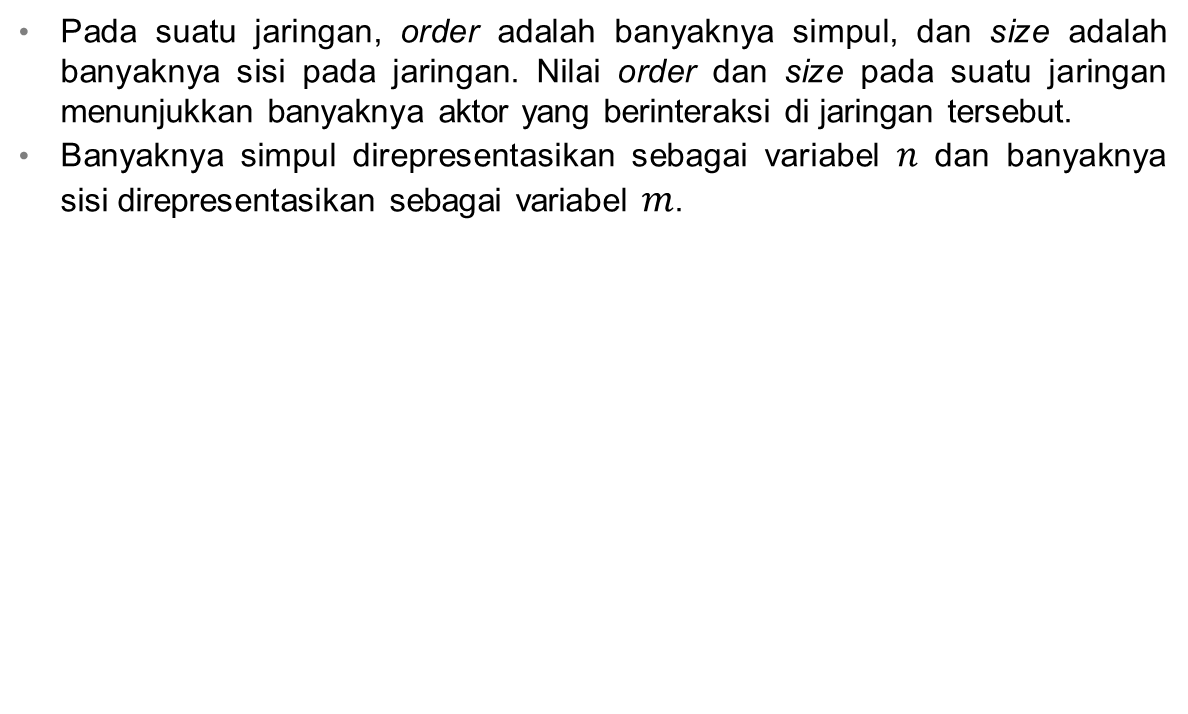 • Pada suatu jaringan, order adalah banyaknya simpul, dan size adalah
banyaknya sisi pada jaringan. Nilai order dan size pada suatu jaringan
menunjukkan banyaknya aktor yang berinteraksi di jaringan tersebut.
• Banyaknya simpul direpresentasikan sebagai variabel n dan banyaknya
sisi direpresentasikan sebagai variabel m.